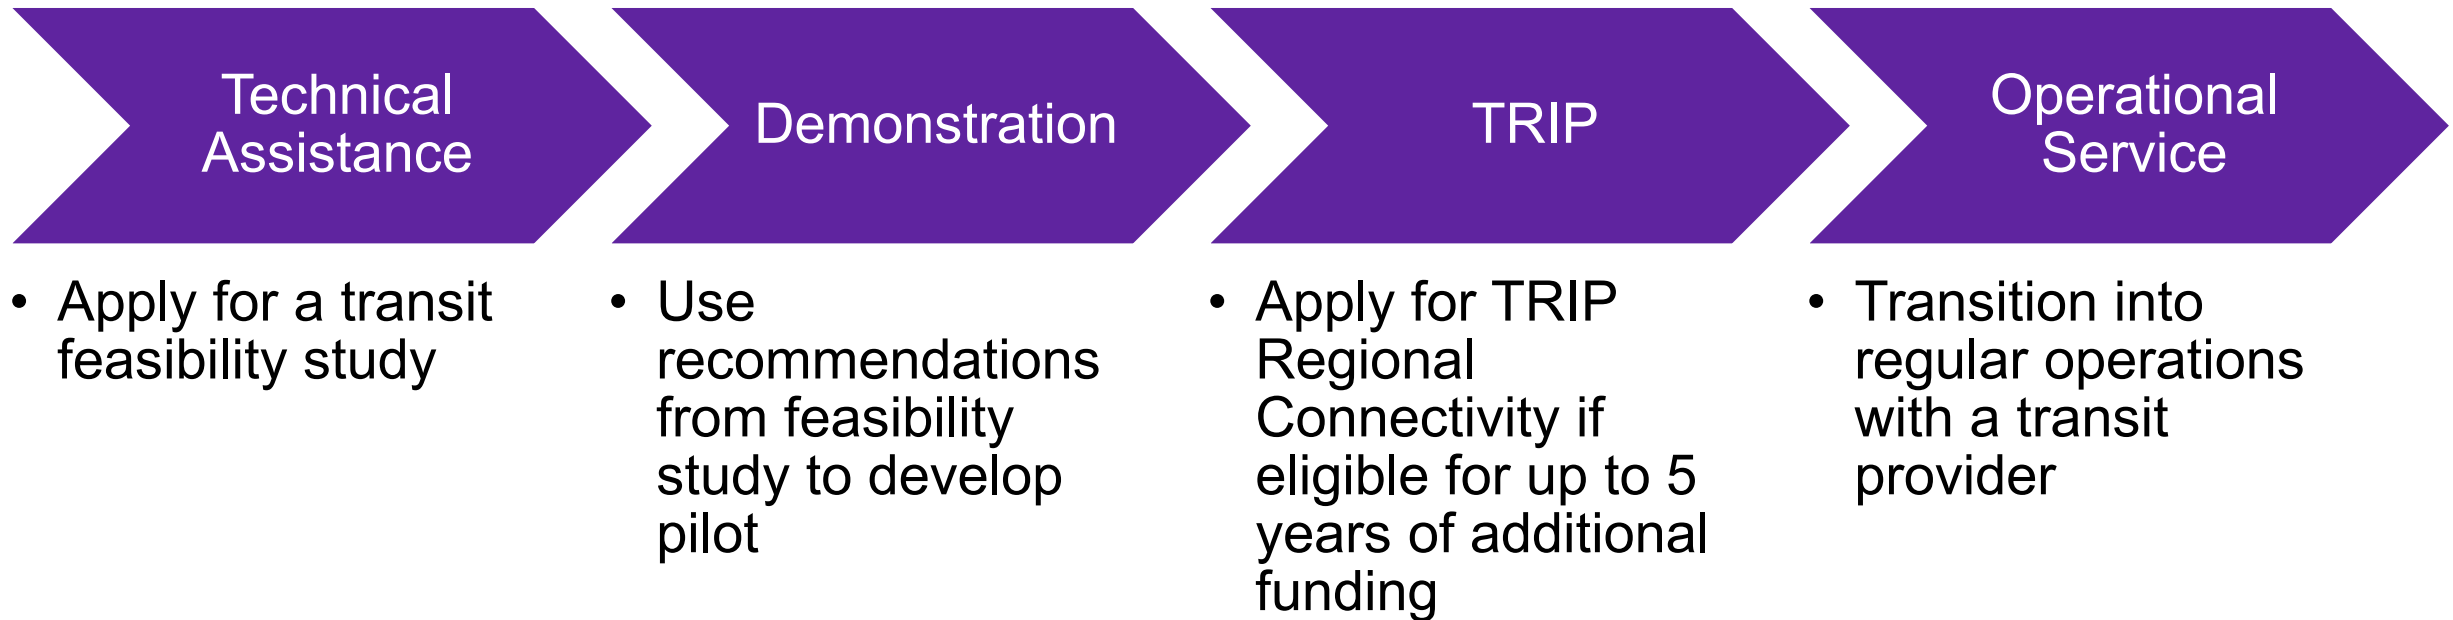 Technical
Assistance
• Apply for a transit
feasibility study
Demonstration
• Use
recommendations
from feasibility
study to develop
pilot
TRIP
• Apply for TRIP
Regional
Connectivity if
eligible for up to 5
years of additional
funding
Operational
Service
• Transition into
regular operations
with a transit
provider